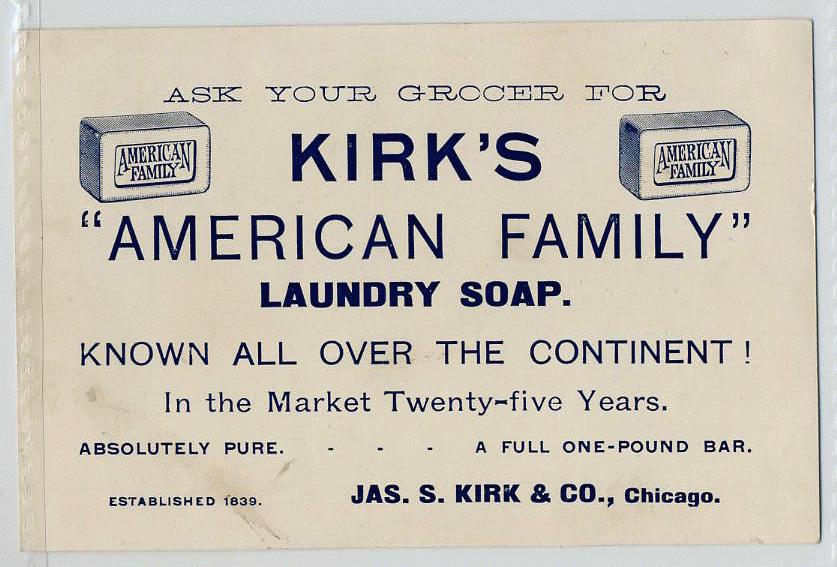 ASK YOUR GROCER FOR
AMERICAN
FAMILY
KIRK'S
AMERICAN
FAMILY
"AMERICAN FAMILY"
LAUNDRY SOAP.
KNOWN ALL OVER THE CONTINENT!
In the Market Twenty-five Years.
ABSOLUTELY PURE. - - - A FULL ONE-POUND BAR.
ESTABLISHED 1839. JAS. S. KIRK & CO., Chicago.